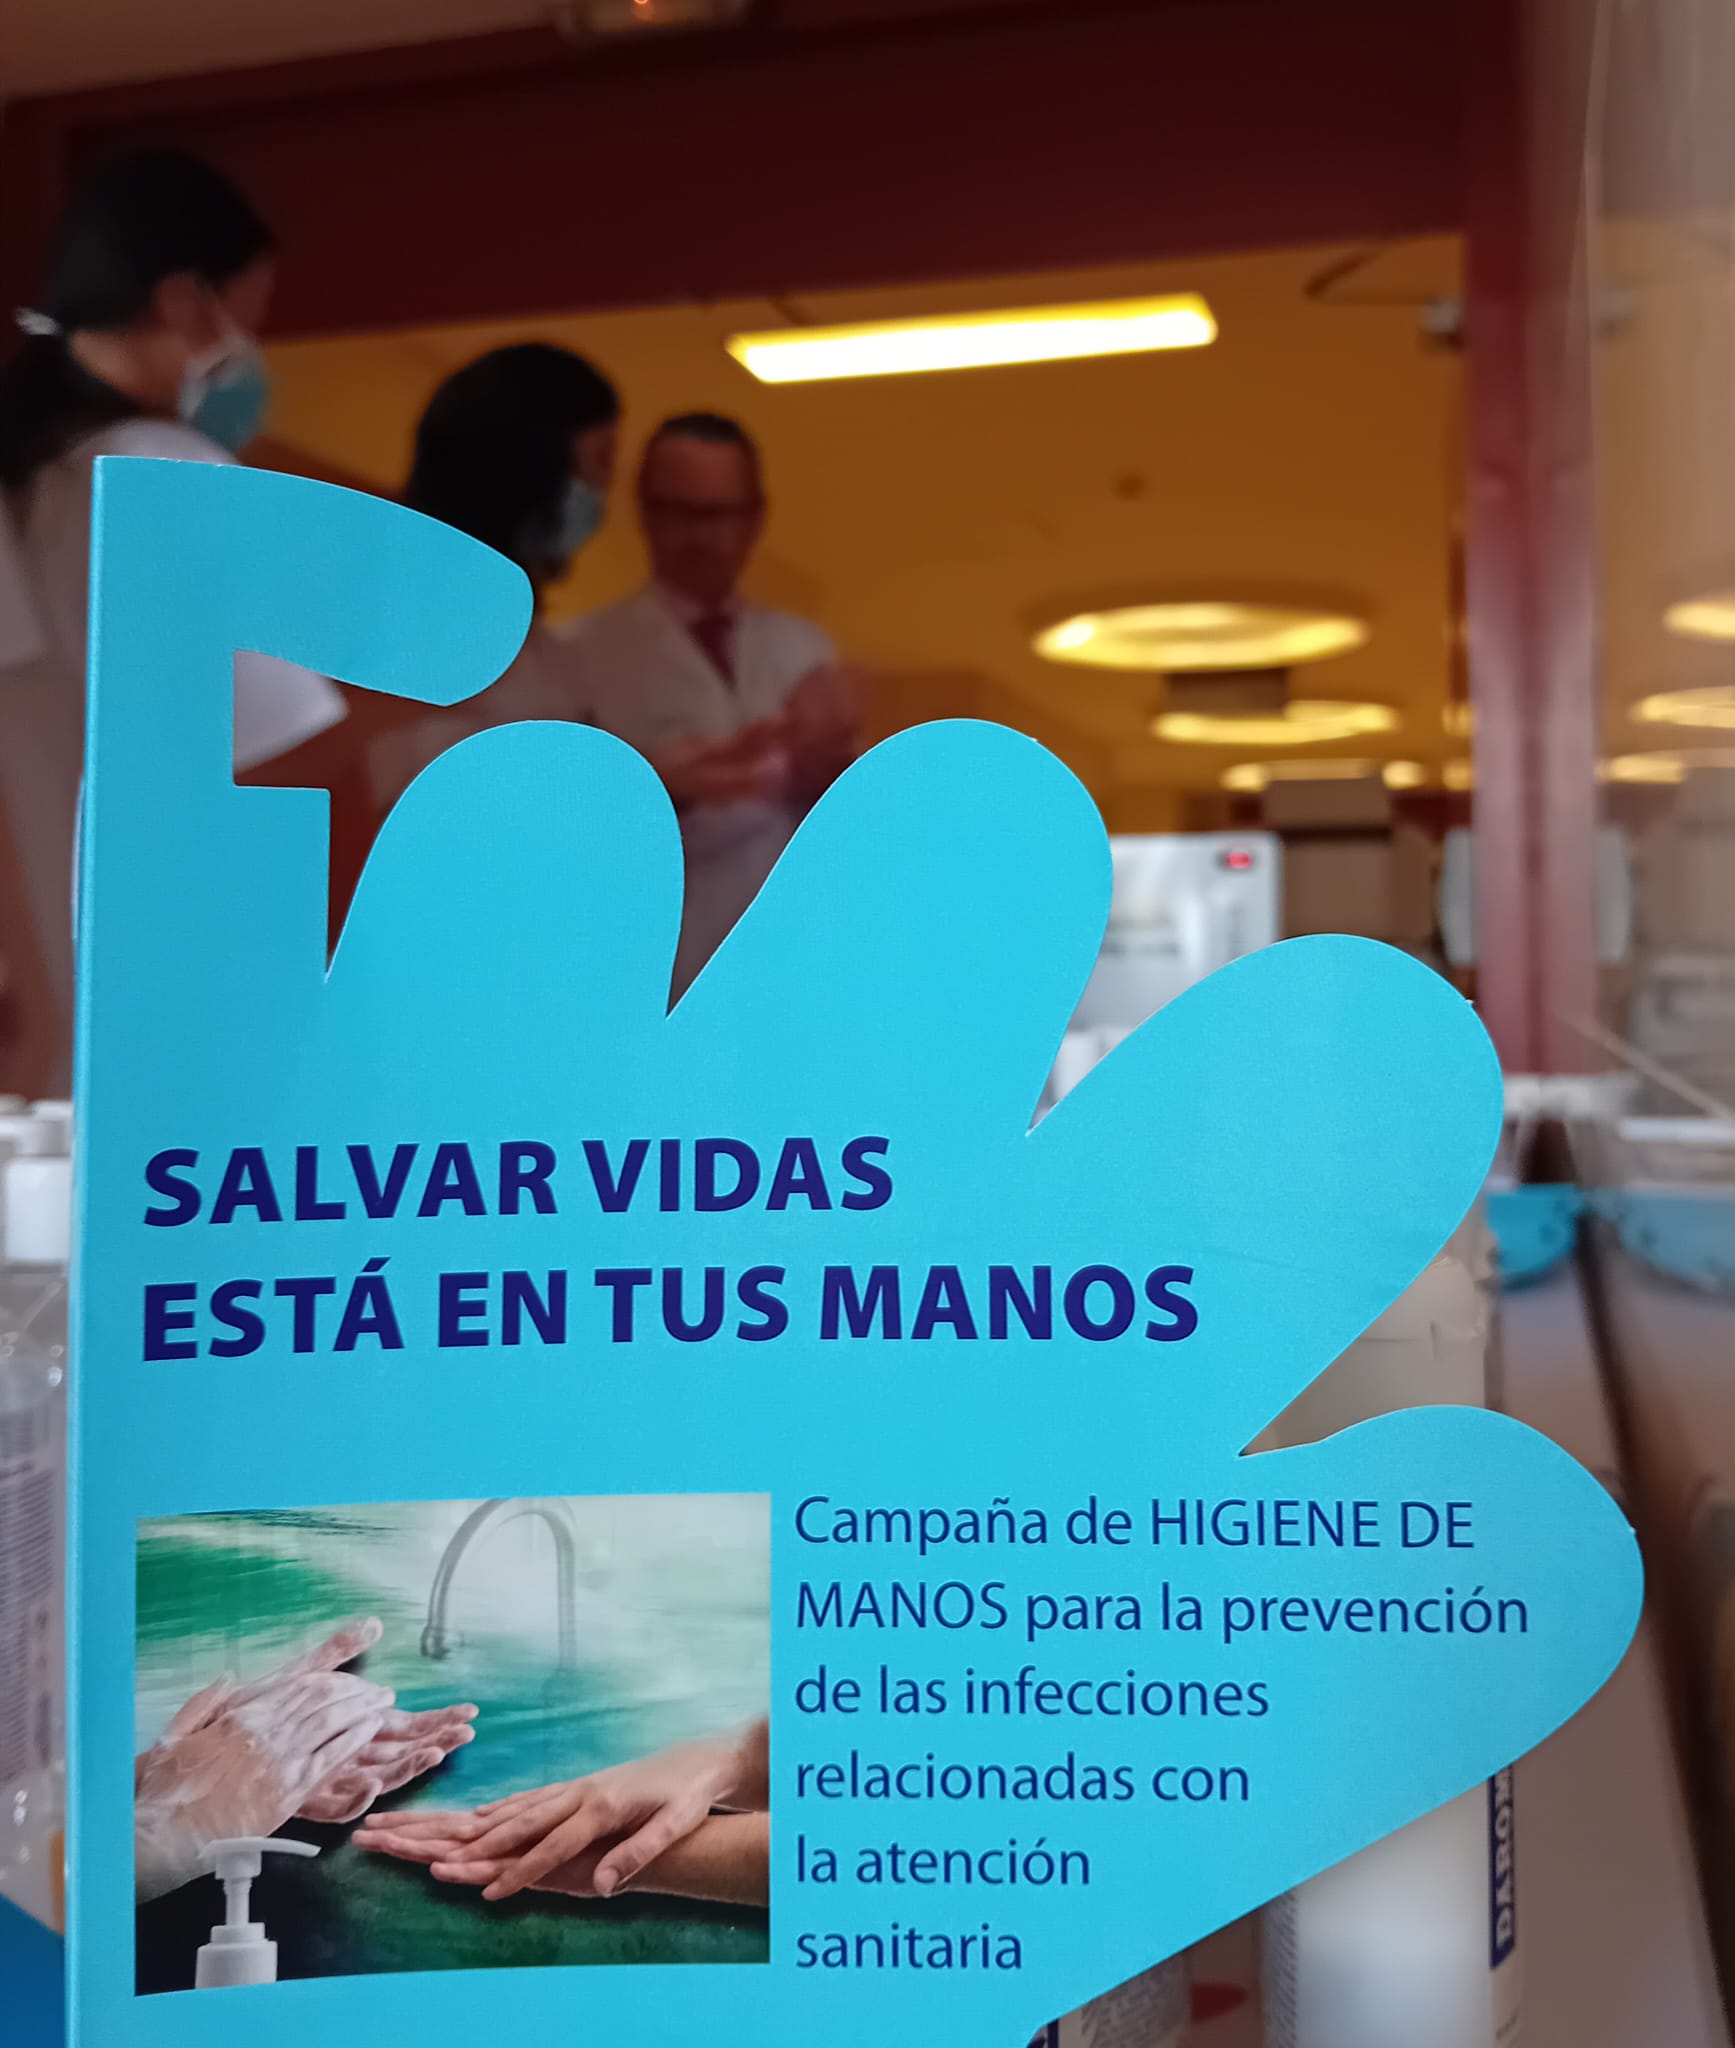 SALVAR VIDAS
ESTÁ EN TUS MANOS
Campaña de HIGIENE DE
MANOS para la prevención
de las infecciones
relacionadas con
la atención
sanitaria